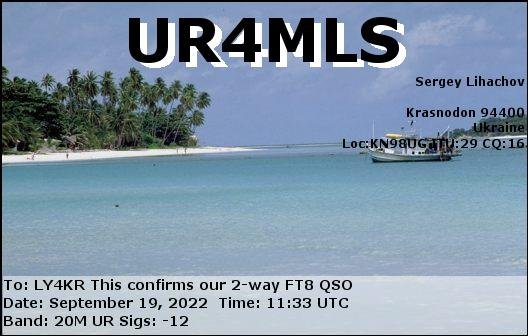 UR4MLS
Sergey Lihachov
Krasnodon 94400
Ukraine
Loc:KN98UG ITU:29 CQ:16
To: LY4KR This confirms our 2-way FT8 QSO
Date: September 19, 2022 Time: 11:33 UTC
Band: 20M UR Sigs: -12